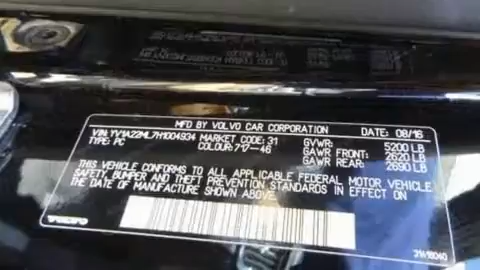 MFD BY VOLVO CAR CORPORATION DATE: 08/16
VIN: YV1A22ML7H1004934 MARKET CODE: 31 GVWR: 5200 LB
TYPE: PC COLOUR: 717-46 GAWR FRONT: 2620 LB
GAWR REAR: 2690 LB
THIS VEHICLE CONFORMS TO ALL APPLICABLE FEDERAL MOTOR VEHICLE
SAFETY, BUMPER AND THEFT PREVENTION STANDARDS IN EFFECT ON
THE DATE OF MANUFACTURE SHOWN ABOVE.
VOLVO